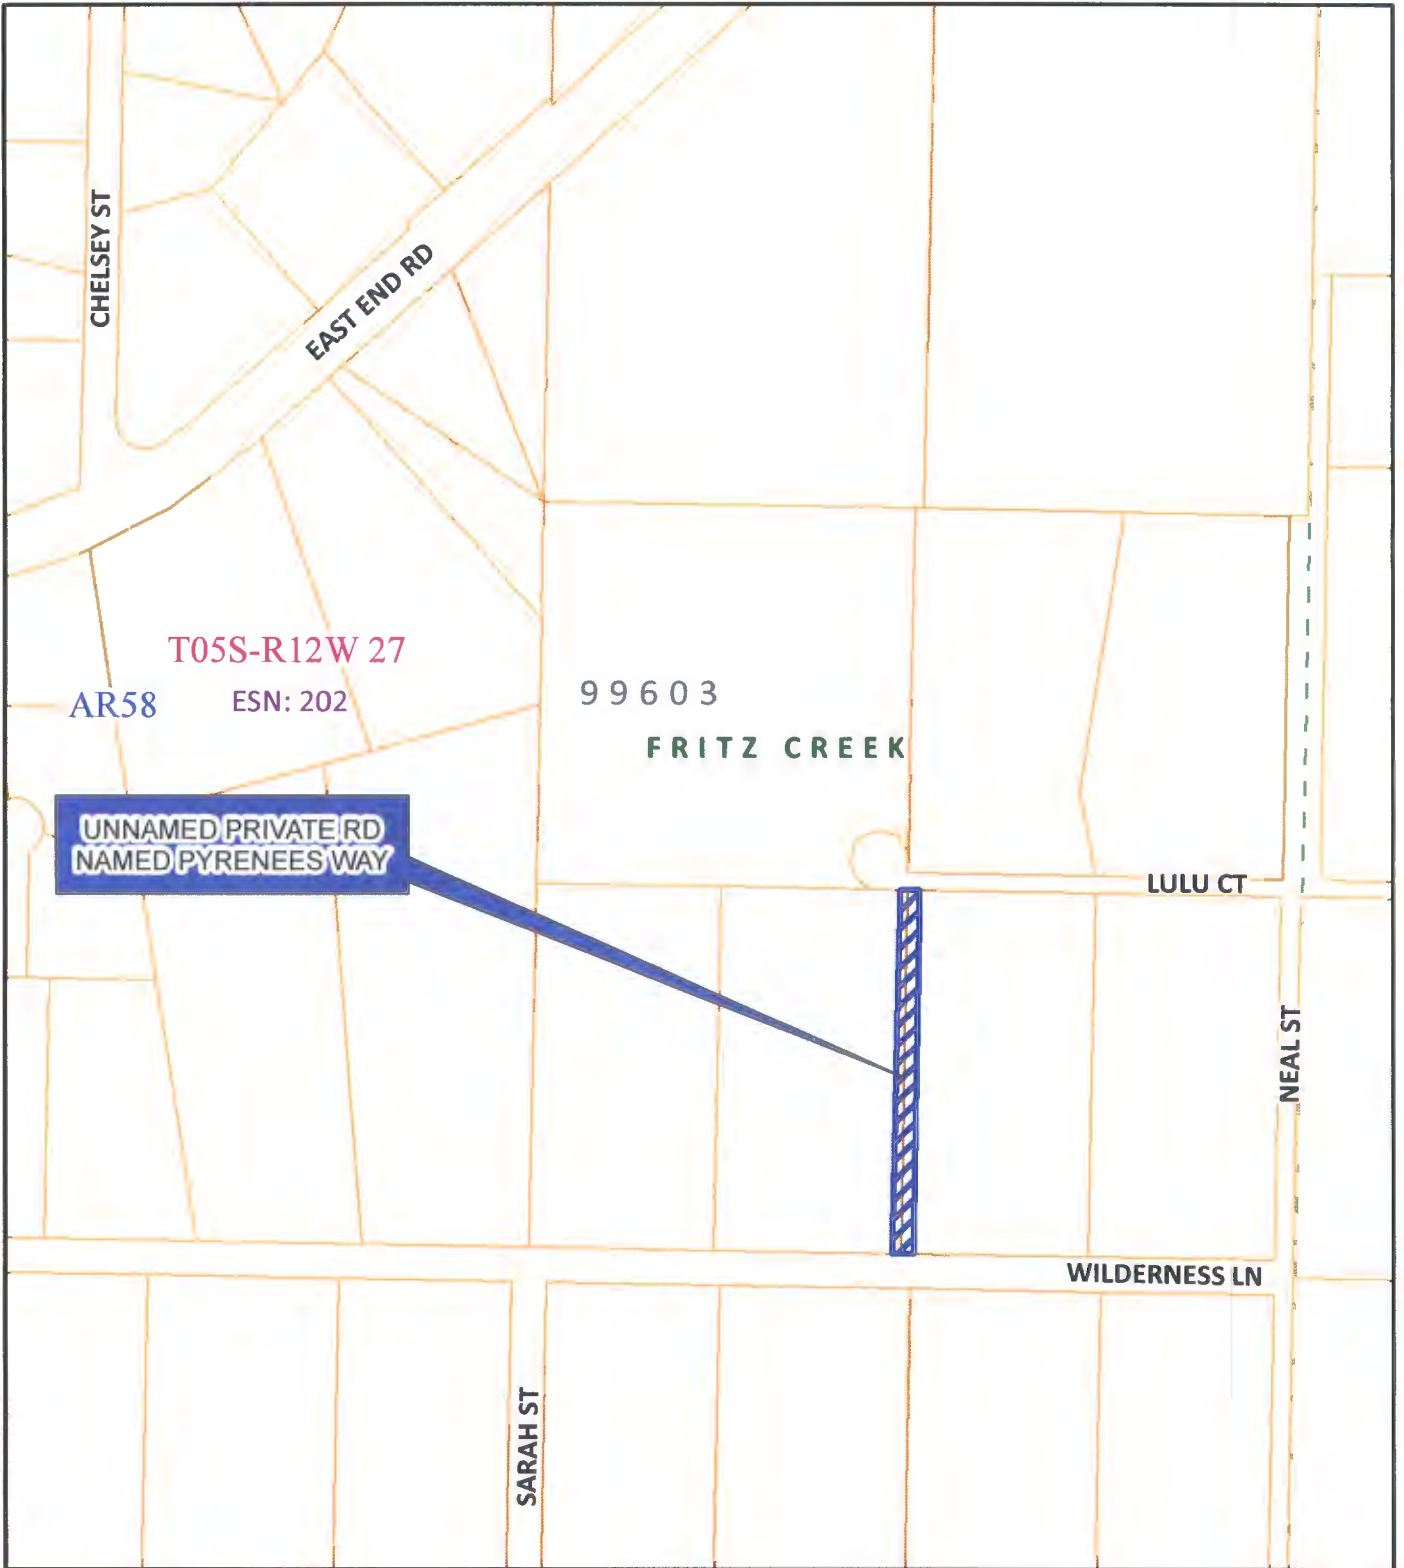 CHELSEY ST
EAST END RD
T05S-R12W 27
AR58
ESN: 202
99603
FRITZ CREEK
UNNAMED PRIVATE RD
NAMED PYRENEES WAY
LULU CT
NEAL ST
WILDERNESS LN
SARAH ST